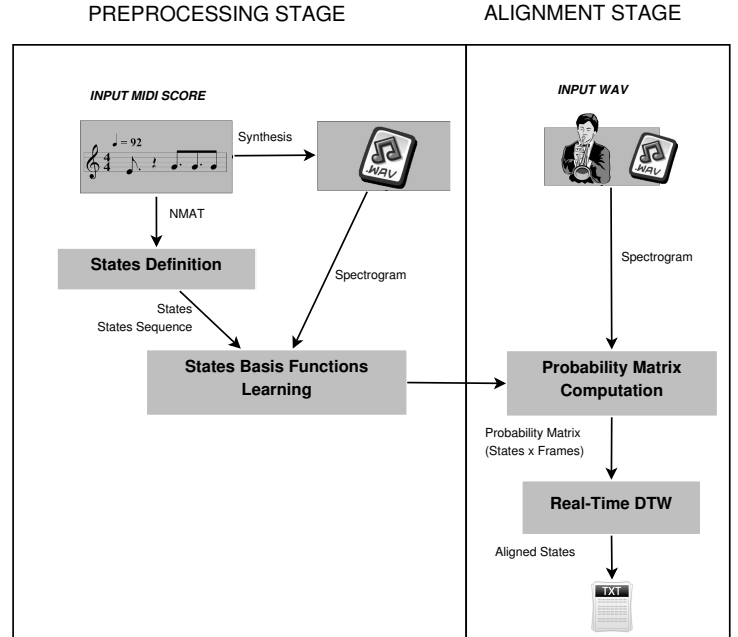 PREPROCESSING STAGE
ALIGNMENT STAGE
INPUT MIDI SCORE
INPUT WAV
= 92
4
4
Synthesis
.WAV
.WAV
NMAT
States Definition
Spectrogram
Spectrogram
States
States Sequence
States Basis Functions
Learning
Probability Matrix
Computation
Probability Matrix
(States x Frames)
Real-Time DTW
Aligned States
TXT